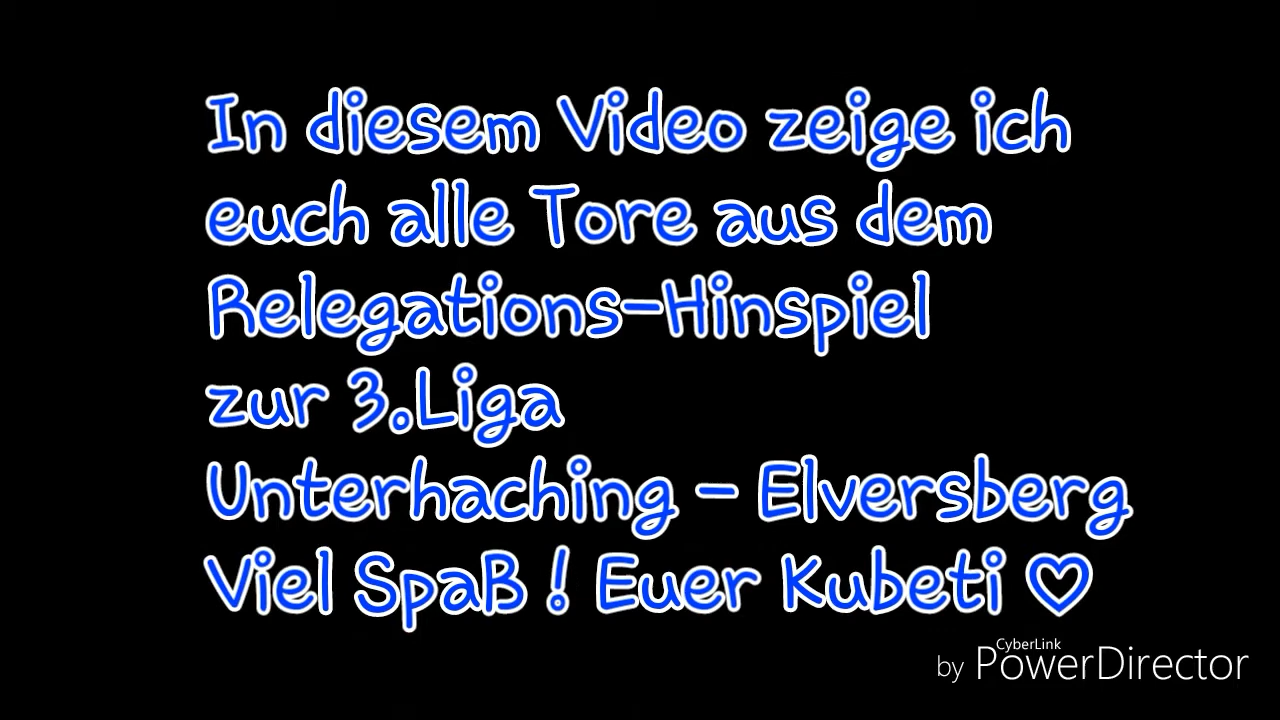 In diesem Video zeige ich
euch alle Tore aus dem
Relegations-Hinspiel
zur 3.Liga
Unterhaching - Elversberg
Viel Spaß ! Euer Kubeti ♡
CyberLink
by PowerDirector